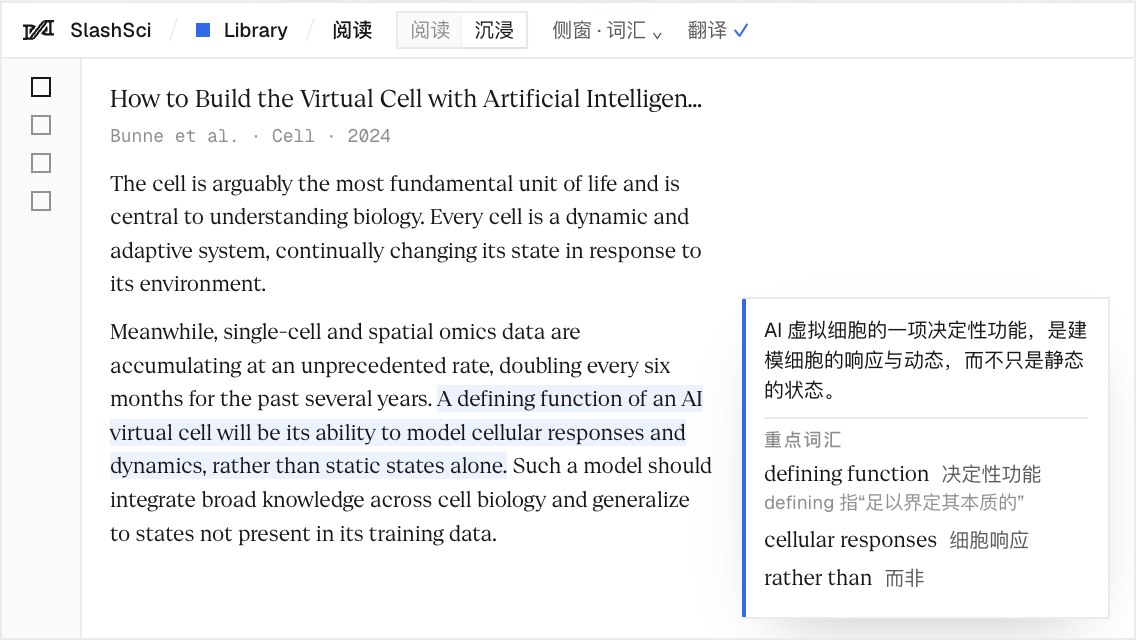 SlashSci / Library / 阅读 阅读 沉浸 侧窗 · 词汇 翻译
How to Build the Virtual Cell with Artificial Intelligen...
Bunne et al. · Cell · 2024
The cell is arguably the most fundamental unit of life and is
central to understanding biology. Every cell is a dynamic and
adaptive system, continually changing its state in response to
its environment.
Meanwhile, single-cell and spatial omics data are
accumulating at an unprecedented rate, doubling every six
months for the past several years. A defining function of an AI
virtual cell will be its ability to model cellular responses and
dynamics, rather than static states alone. Such a model should
integrate broad knowledge across cell biology and generalize
to states not present in its training data.
AI 虚拟细胞的一项决定性功能，是建
模细胞的响应与动态，而不只是静态
的状态。
重点词汇
defining function 决定性功能
defining 指“足以界定其本质的”
cellular responses 细胞响应
rather than 而非